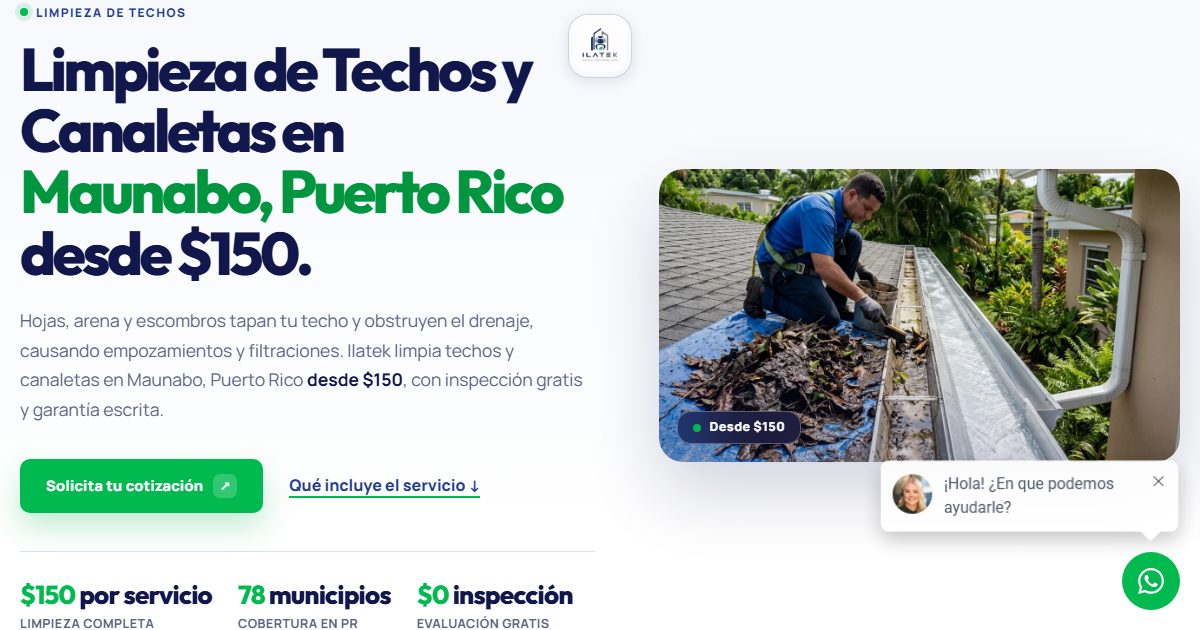 LIMPIEZA DE TECHOS
ILATEK
Limpieza de Techos y
Canaletas en
Maunabo, Puerto Rico
desde $150.
Hojas, arena y escombros tapan tu techo y obstruyen el drenaje,
causando empozamientos y filtraciones. Ilatek limpia techos y
canaletas en Maunabo, Puerto Rico desde $150, con inspección gratis
y garantía escrita.
Solicita tu cotización ↗
Qué incluye el servicio ↓
Desde $150
¡Hola! ¿En que podemos
ayudarle?
$150 por servicio
LIMPIEZA COMPLETA
78 municipios
COBERTURA EN PR
$0 inspección
EVALUACIÓN GRATIS